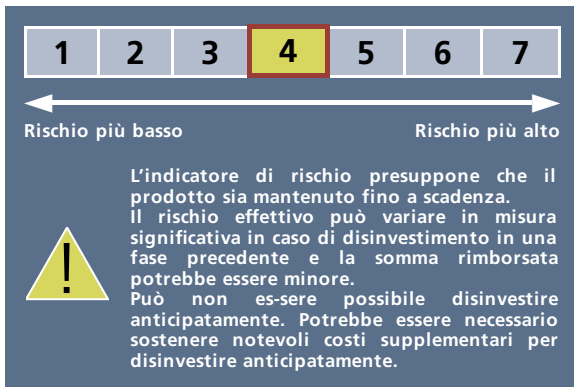 1 2 3 4 5 6 7
Rischio più basso Rischio più alto
L'indicatore di rischio presuppone che il
prodotto sia mantenuto fino a scadenza.
Il rischio effettivo può variare in misura
significativa in caso di disinvestimento in una
fase precedente e la somma rimborsata
potrebbe essere minore.
Può non es-sere possibile disinvestire
anticipatamente. Potrebbe essere necessario
sostenere notevoli costi supplementari per
disinvestire anticipatamente.
!